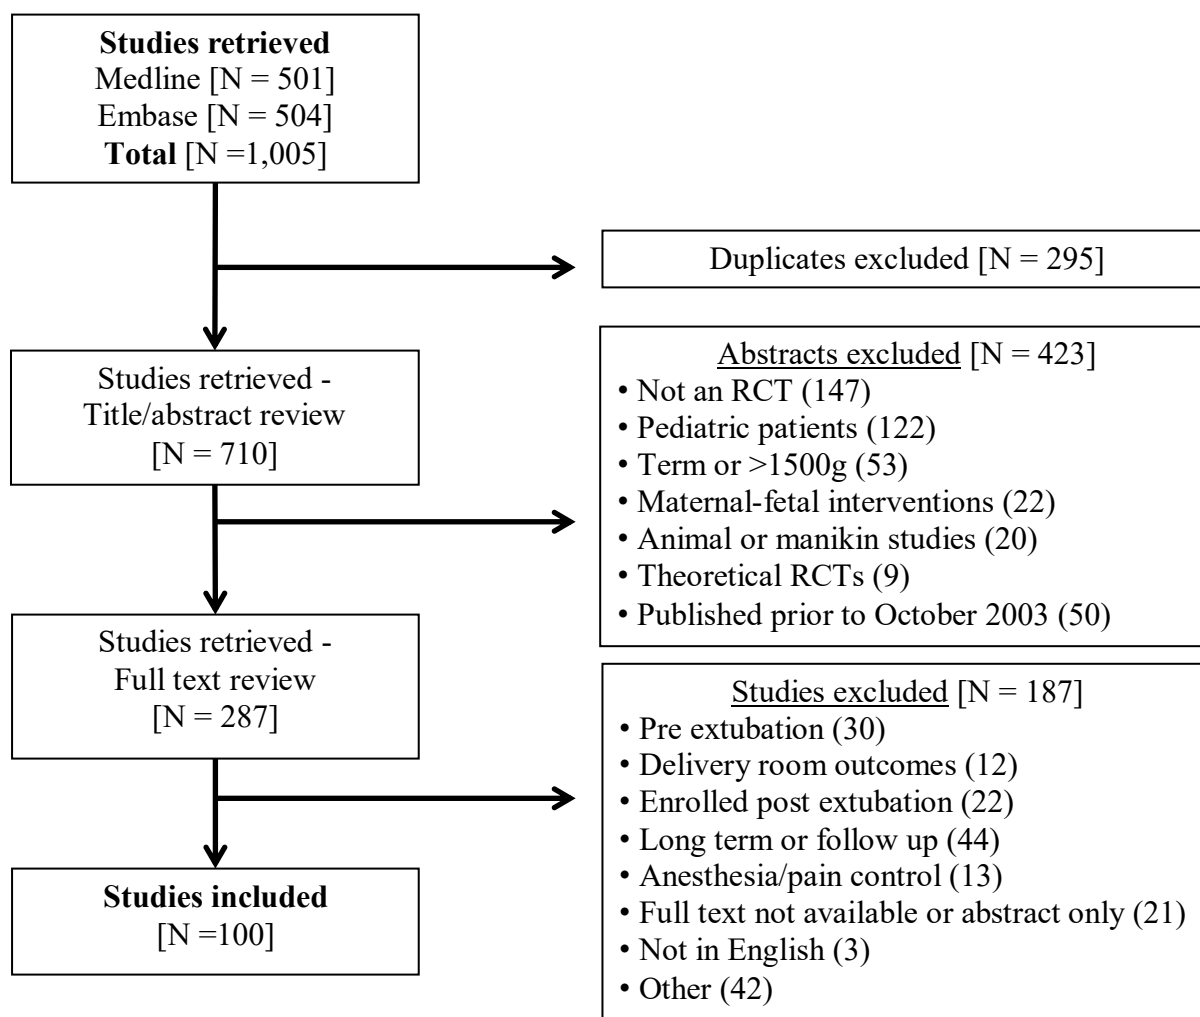 Studies retrieved
Medline [N = 501]
Embase [N = 504]
Total [N =1,005]
Duplicates excluded [N = 295]
Studies retrieved -
Title/abstract review
[N = 710]
Abstracts excluded [N = 423]
• Not an RCT (147)
• Pediatric patients (122)
• Term or >1500g (53)
• Maternal-fetal interventions (22)
• Animal or manikin studies (20)
• Theoretical RCTs (9)
• Published prior to October 2003 (50)
Studies retrieved -
Full text review
[N = 287]
Studies excluded [N = 187]
• Pre extubation (30)
• Delivery room outcomes (12)
• Enrolled post extubation (22)
• Long term or follow up (44)
• Anesthesia/pain control (13)
• Full text not available or abstract only (21)
• Not in English (3)
• Other (42)
Studies included
[N =100]